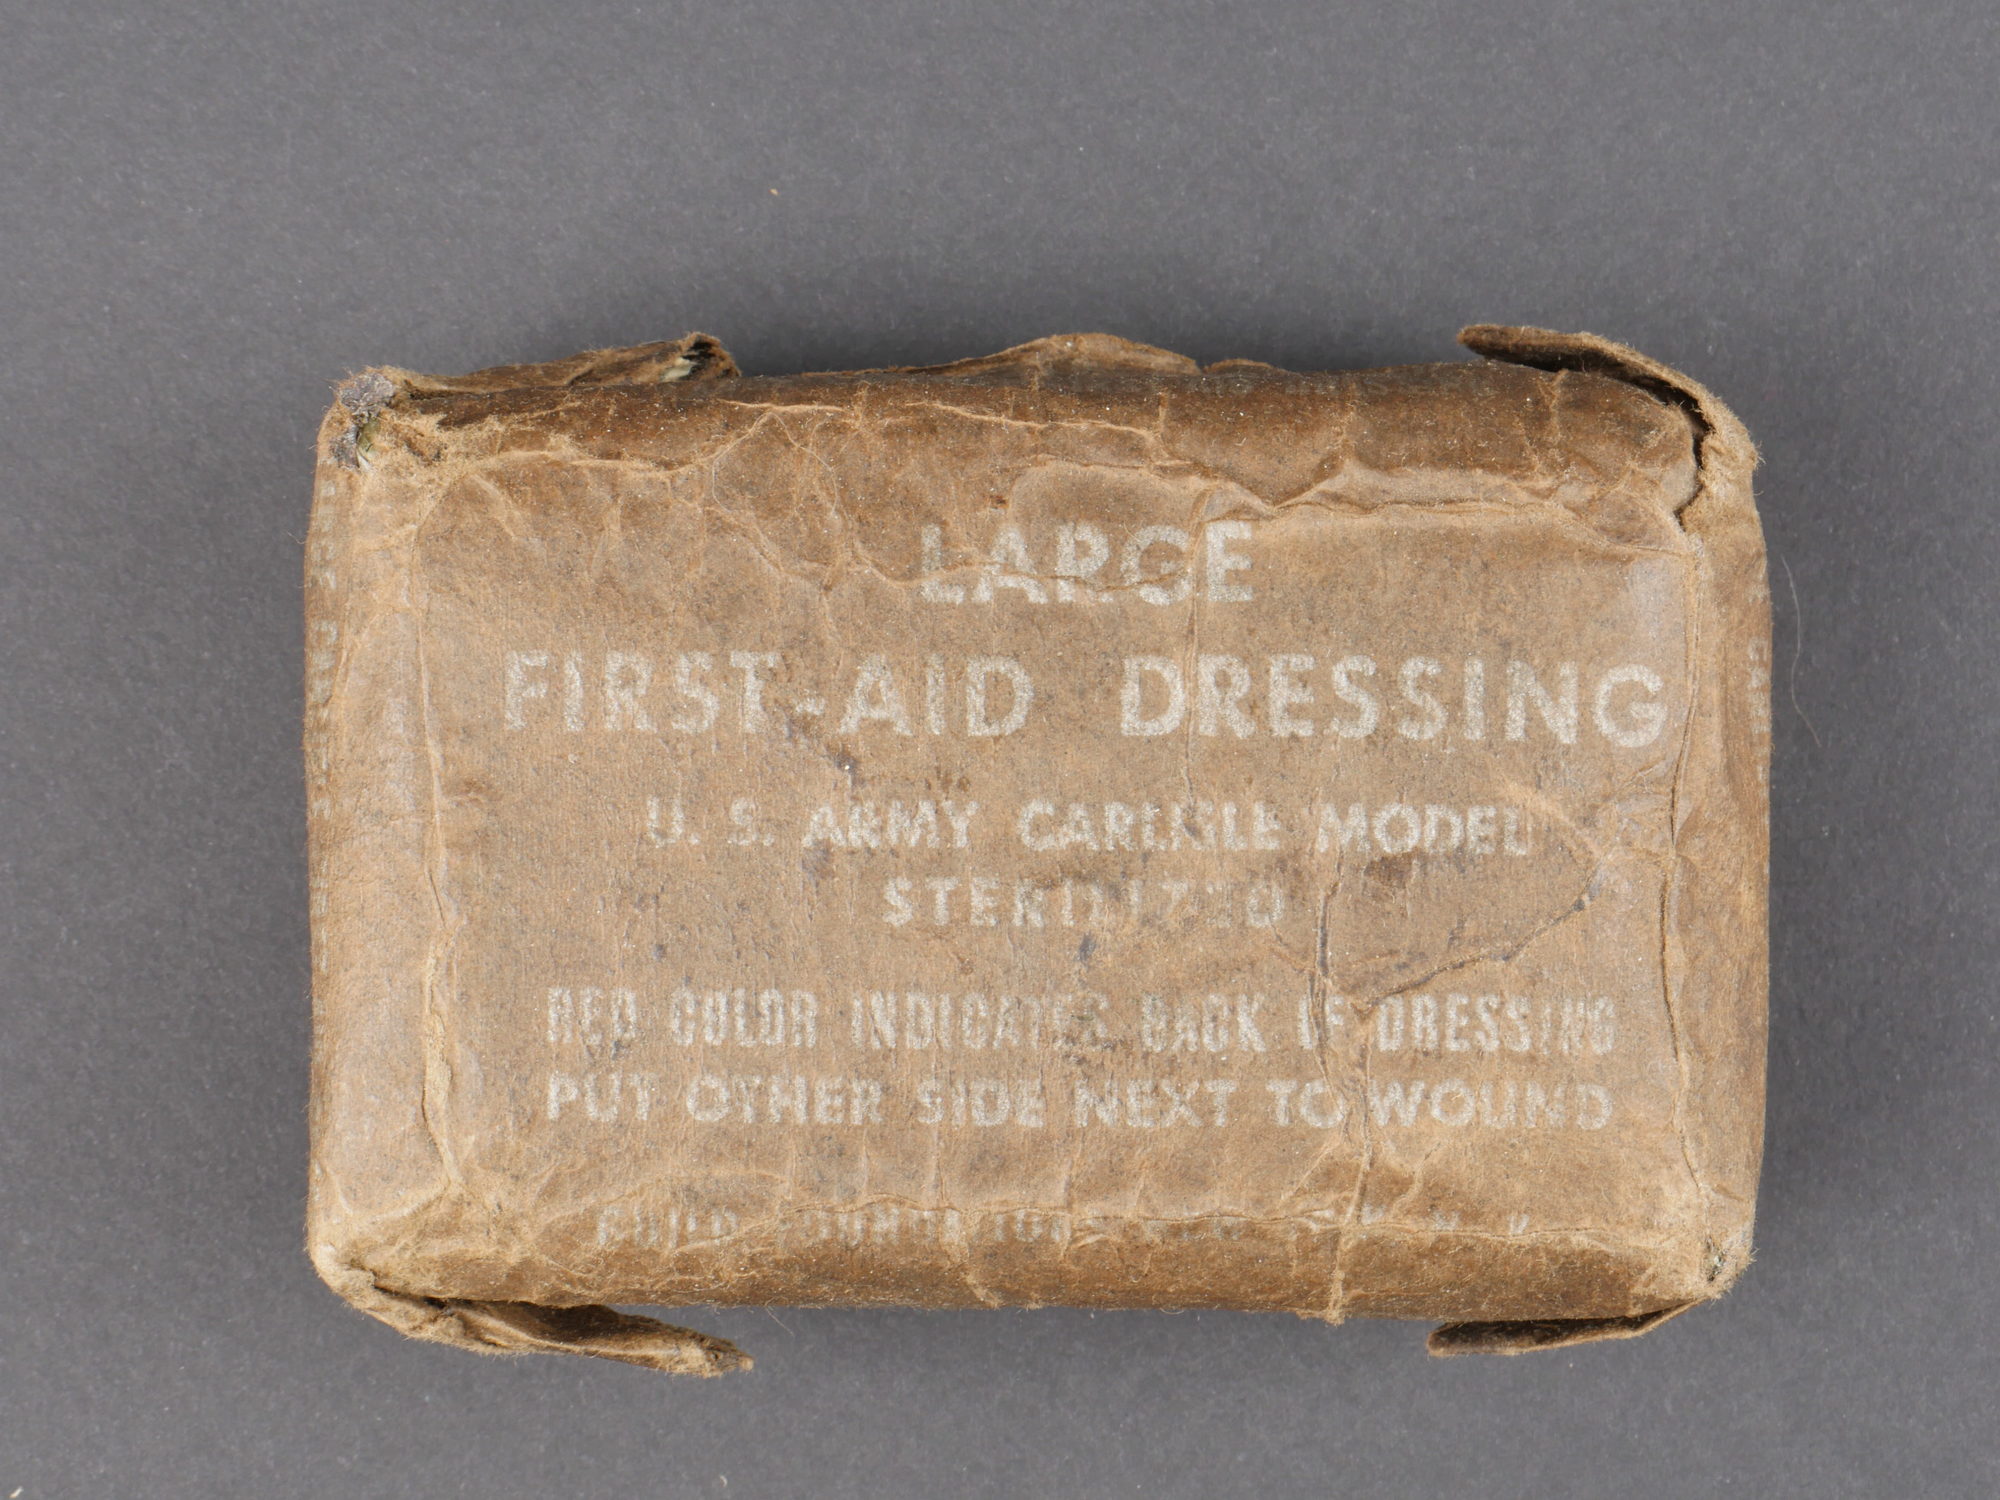 LARGE
FIRST-AID DRESSING
U. S. ARMY CARLISLE MODEL
STERILIZED
RED COLOR INDICATES BACK OF DRESSING
PUT OTHER SIDE NEXT TO WOUND